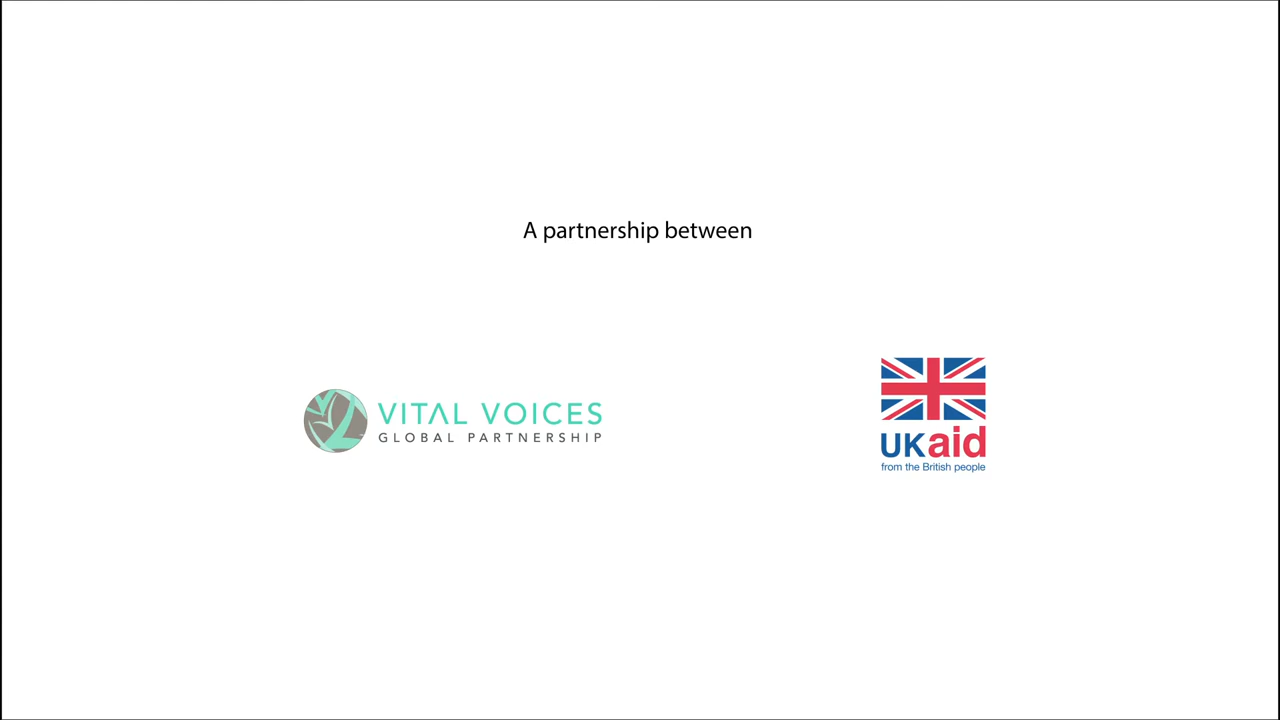 A partnership between
VITAL VOICES
GLOBAL PARTNERSHIP
UKaid
from the British people